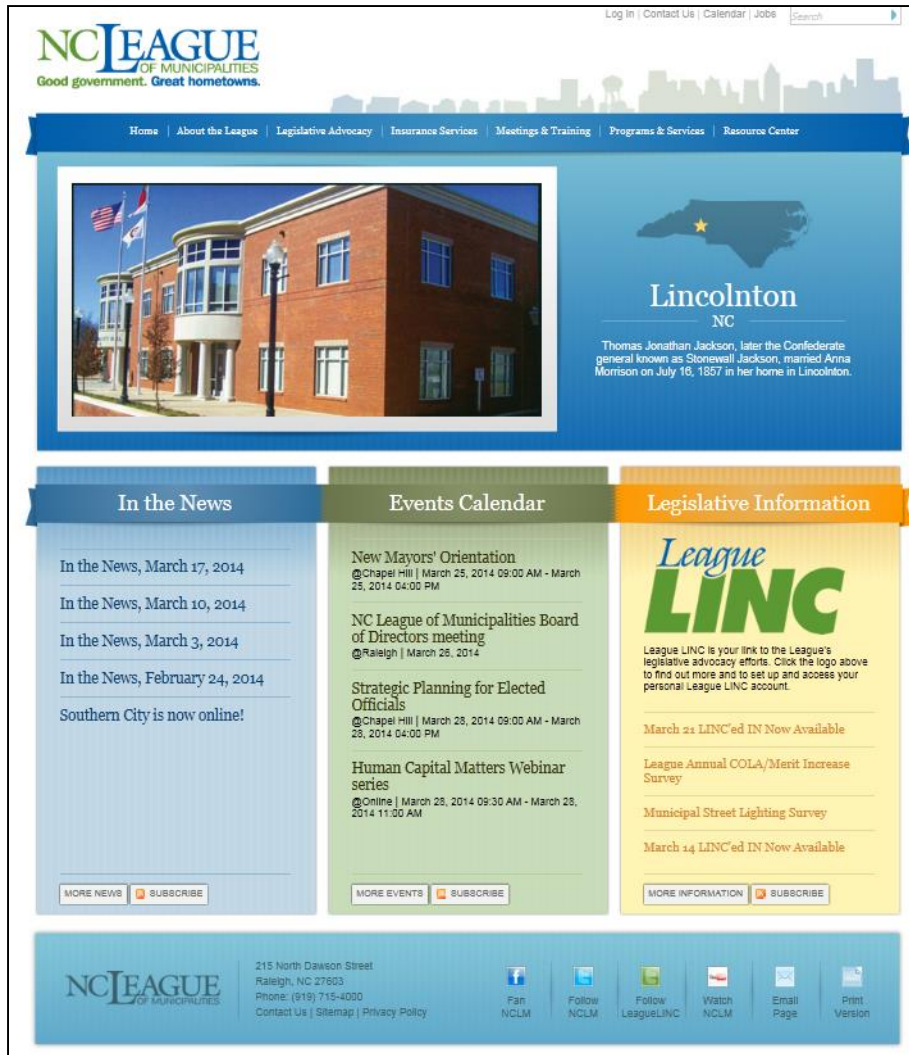 Log In | Contact Us | Calendar | Jobs
Search
NCLEAGUE
OF MUNICIPALITIES
Good government. Great hometowns.
Home | About the League | Legislative Advocacy | Insurance Services | Meetings & Training | Programs & Services | Resource Center
Lincolnton
NC
Thomas Jonathan Jackson, later the Confederate
general known as Stonewall Jackson, married Anna
Morrison on July 16, 1857 in her home in Lincolnton.
In the News
In the News, March 17, 2014
In the News, March 10, 2014
In the News, March 3, 2014
In the News, February 24, 2014
Southern City is now online!
MORE NEWS
SUBSCRIBE
Events Calendar
New Mayors' Orientation
@Chapel Hill | March 25, 2014 09:00 AM - March
25, 2014 04:00 PM
NC League of Municipalities Board
of Directors meeting
@Raleigh | March 26, 2014
Strategic Planning for Elected
Officials
@Chapel Hill | March 28, 2014 09:00 AM - March
28, 2014 04:00 PM
Human Capital Matters Webinar
series
@Online | March 28, 2014 09:30 AM - March 28,
2014 11:00 AM
MORE EVENTS
SUBSCRIBE
Legislative Information
League
LINC
League LINC is your link to the League's
legislative advocacy efforts. Click the logo above
to find out more and to set up and access your
personal League LINC account.
March 21 LINC'ed IN Now Available
League Annual COLA/Merit Increase
Survey
Municipal Street Lighting Survey
March 14 LINC'ed IN Now Available
MORE INFORMATION
SUBSCRIBE
NCLEAGUE
OF MUNICIPALITIES
215 North Dawson Street
Raleigh, NC 27603
Phone: (919) 715-4000
Contact Us | Sitemap | Privacy Policy
Fan
NCLM
Follow
NCLM
Follow
LeagueLINC
Watch
NCLM
Email
Page
Print
Version